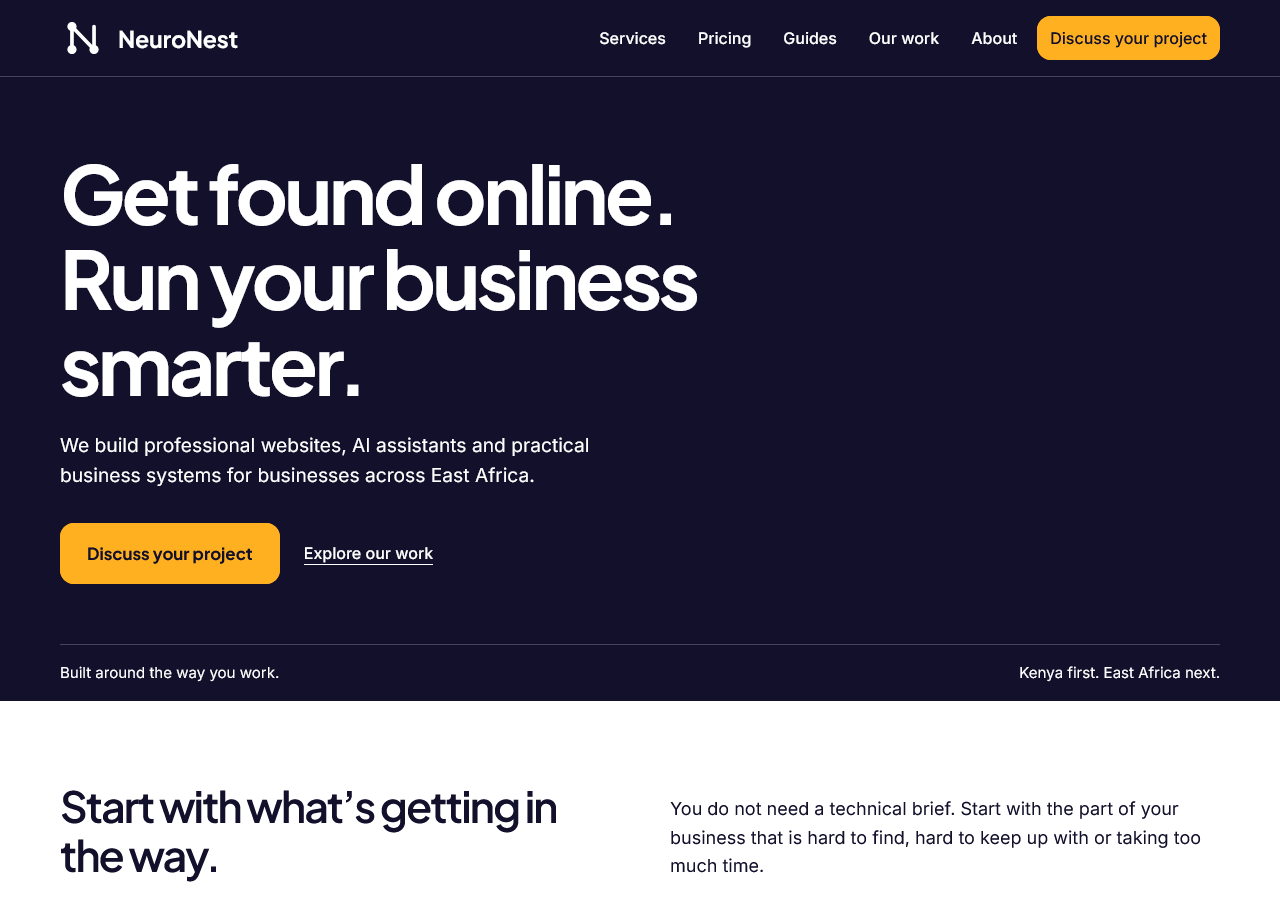 NeuroNest
Services
Pricing
Guides
Our work
About
Discuss your project
Get found online.
Run your business
smarter.
We build professional websites, AI assistants and practical
business systems for businesses across East Africa.
Discuss your project
Explore our work
Built around the way you work.
Kenya first. East Africa next.
Start with what’s getting in
the way.
You do not need a technical brief. Start with the part of your
business that is hard to find, hard to keep up with or taking too
much time.